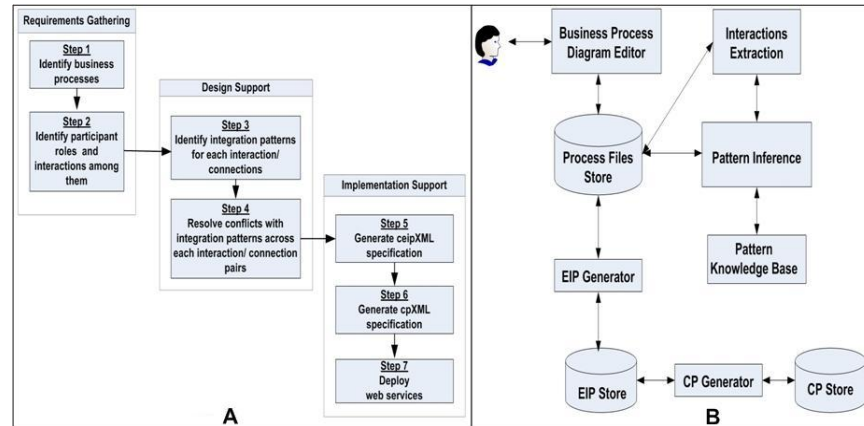 Requirements Gathering
Step 1
Identify business
processes
Step 2
Identify participant
roles and
interactions among
them
Design Support
Step 3
Identify integration patterns
for each interaction/
connections
Step 4
Resolve conflicts with
integration patterns across
each interaction/ connection
pairs
Implementation Support
Step 5
Generate ceipXML
specification
Step 6
Generate cpXML
specification
Step 7
Deploy
web services
A
Business Process
Diagram Editor
Interactions
Extraction
Process Files
Store
Pattern Inference
Pattern
Knowledge Base
EIP Generator
EIP Store
CP Generator
CP Store
B